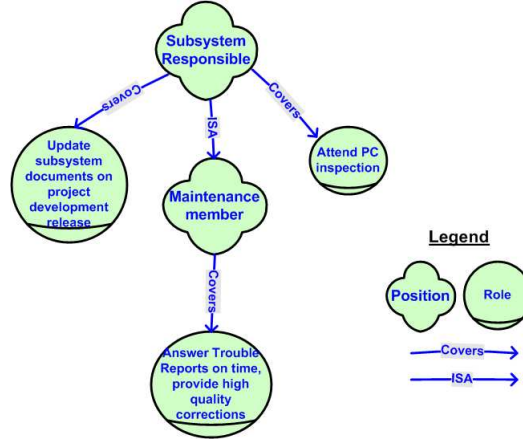 Subsystem
Responsible
Covers
ISA
Covers
Update
subsystem
documents on
project
development
release
Attend PC
inspection
Maintenance
member
Covers
Answer Trouble
Reports on time,
provide high
quality
corrections
Legend
Position
Role
Covers
ISA